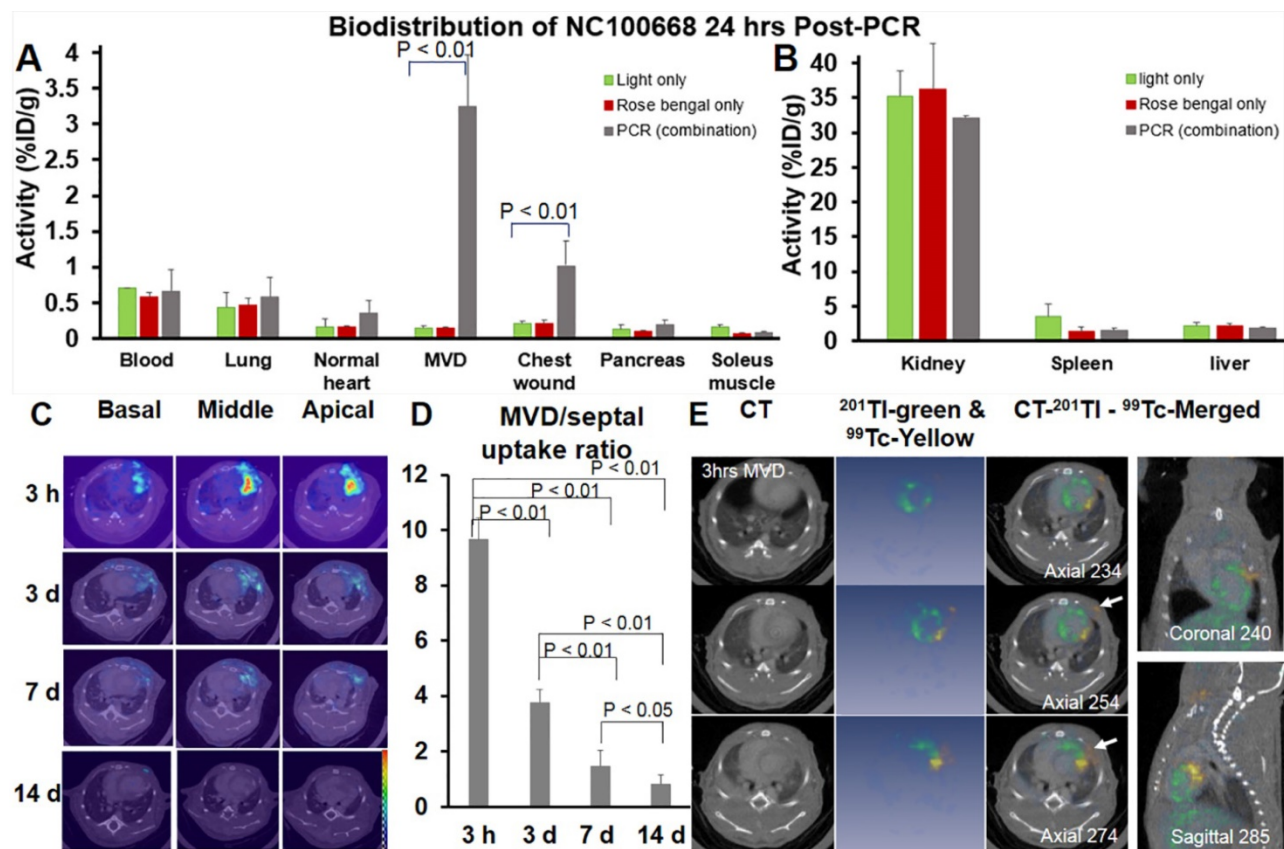 Biodistribution of NC100668 24 hrs Post-PCR
A
Activity (%ID/g)
4
3.5
3
2.5
2
1.5
1
0.5
0
P < 0.01
P < 0.01
Light only
Rose bengal only
PCR (combination)
Blood
Lung
Normal
heart
MVD
Chest
wound
Pancreas
Soleus
muscle
B
Activity (%ID/g)
40
35
30
25
20
15
10
5
0
light only
Rose bengal only
PCR (combination)
Kidney
Spleen
liver
C
Basal
Middle
Apical
3 h
3 d
7 d
14 d
D
MVD/septal
uptake ratio
12
10
8
6
4
2
0
P < 0.01
P < 0.01
P < 0.01
P < 0.01
P < 0.01
P < 0.05
3 h
3 d
7 d
14 d
E
CT
201Tl-green &
99Tc-Yellow
CT-201Tl - 99Tc-Merged
3hrs MVD
Axial 234
Axial 254
Axial 274
Coronal 240
Sagittal 285